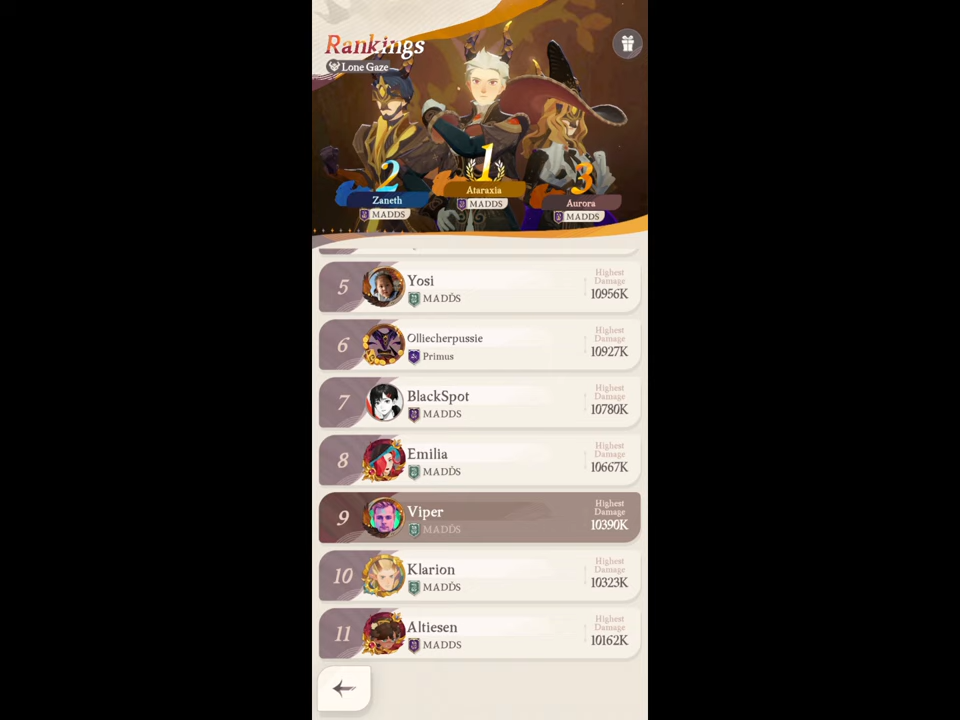 Rankings
Lone Gaze
2
Zaneth
MADDS
1
Ataraxia
MADDS
3
Aurora
MADDS
5
Yosi
MADDS
Highest
Damage
10956K
6
Olliecherpussie
Primus
Highest
Damage
10927K
7
BlackSpot
MADDS
Highest
Damage
10780K
8
Emilia
MADDS
Highest
Damage
10667K
9
Viper
MADDS
Highest
Damage
10390K
10
Klarion
MADDS
Highest
Damage
10323K
11
Altiesen
MADDS
Highest
Damage
10162K